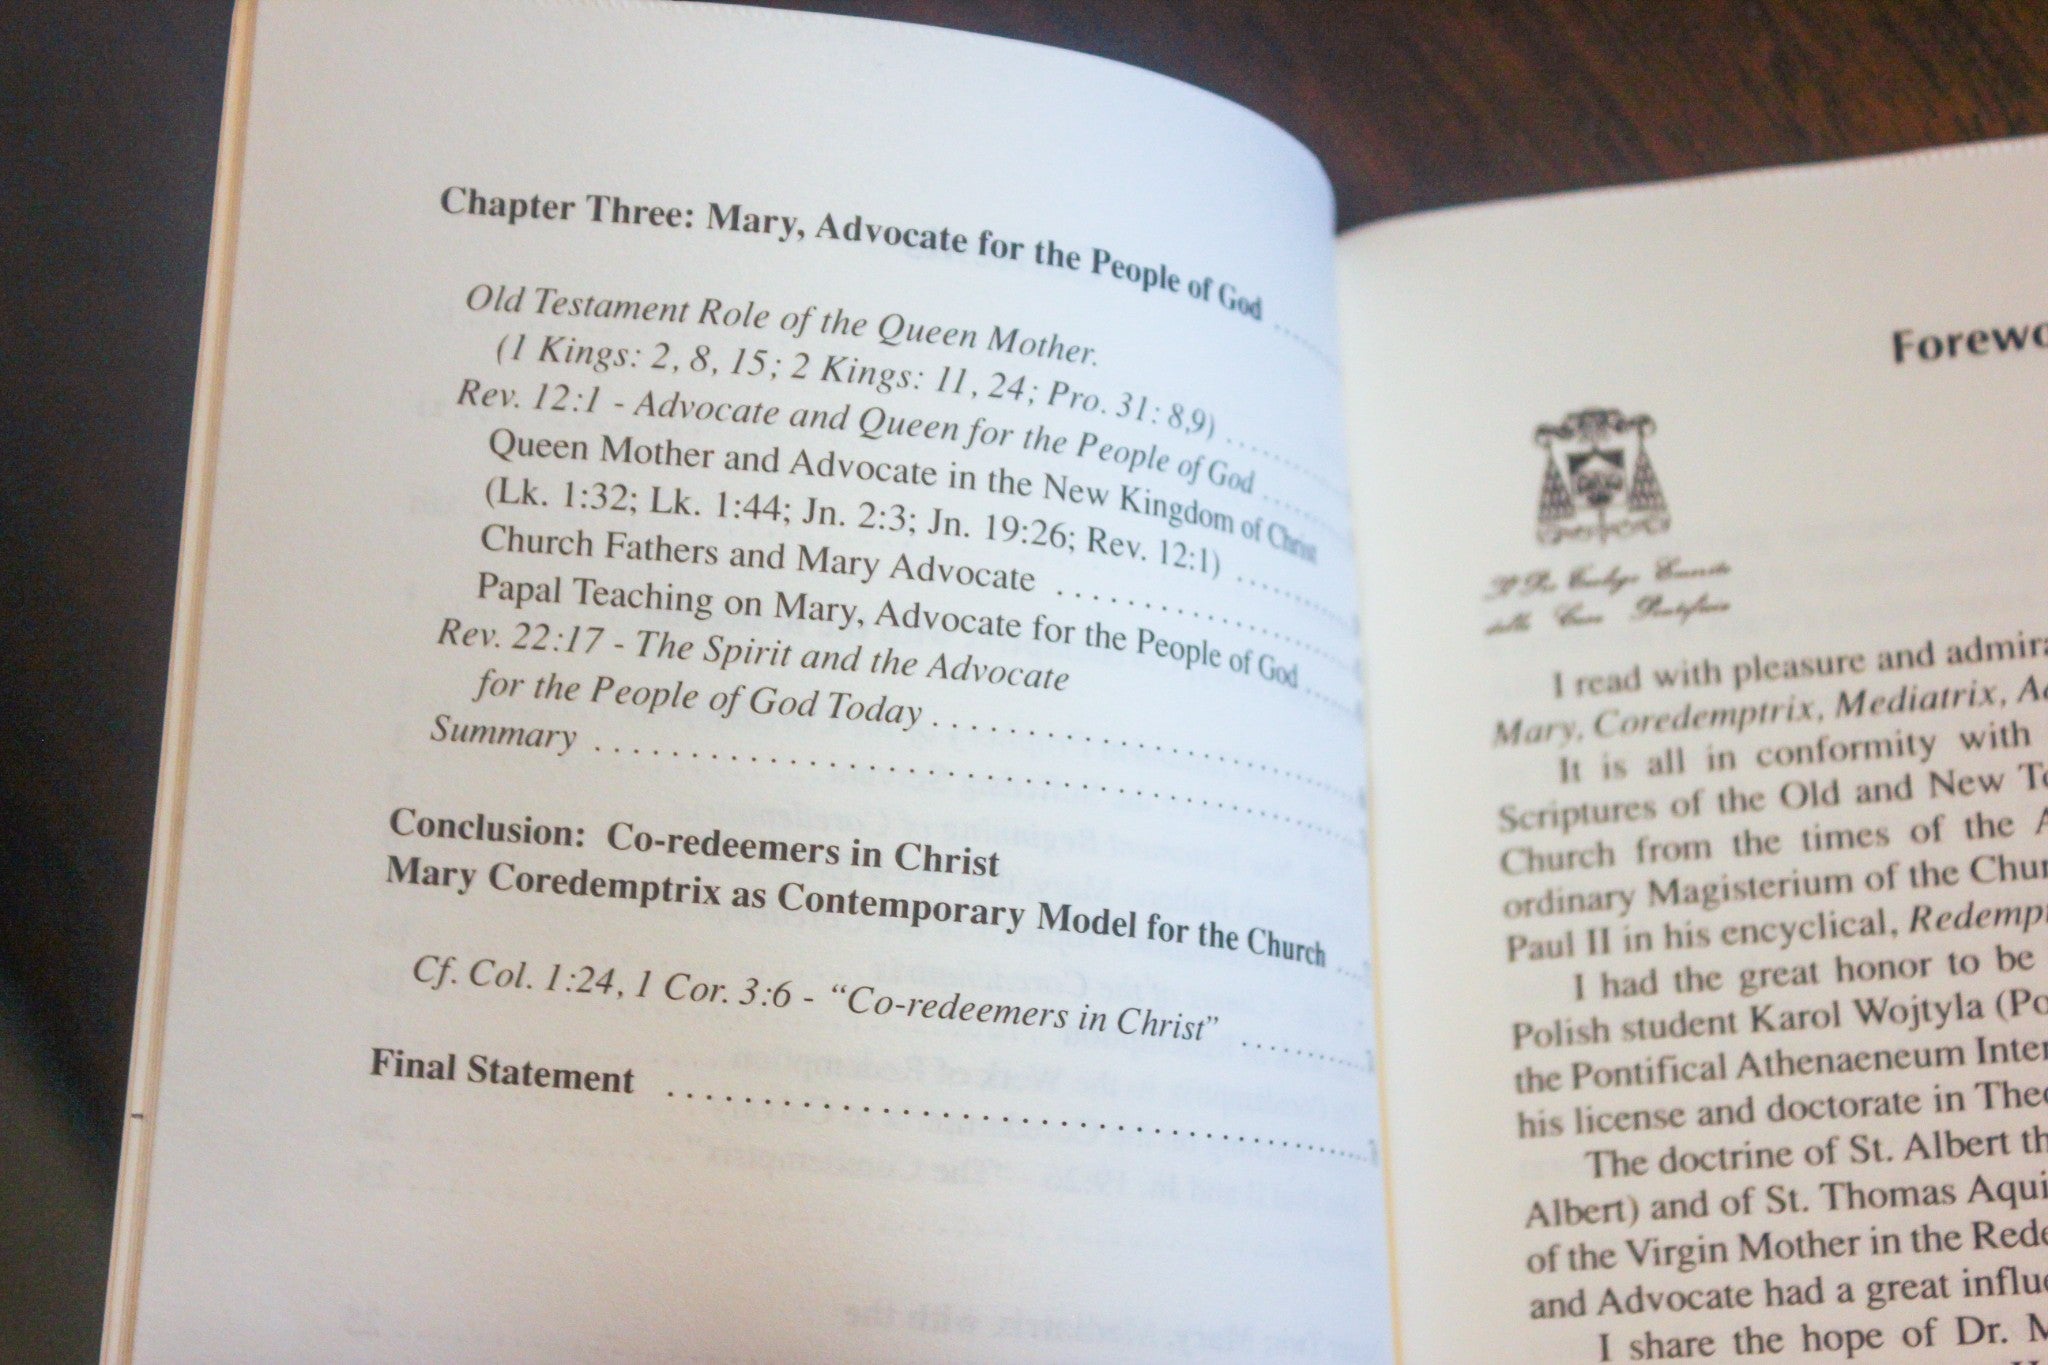 Chapter Three: Mary, Advocate for the People of God ......
Old Testament Role of the Queen Mother.
(1 Kings: 2, 8, 15; 2 Kings: 11, 24; Pro. 31: 8,9) ..........
Rev. 12:1 - Advocate and Queen for the People of God ........
Queen Mother and Advocate in the New Kingdom of Christ
(Lk. 1:32; Lk. 1:44; Jn. 2:3; Jn. 19:26; Rev. 12:1) ..........
Church Fathers and Mary Advocate ......................
Papal Teaching on Mary, Advocate for the People of God ......
Rev. 22:17 - The Spirit and the Advocate
for the People of God Today ..............................
Summary ..................................................
Conclusion: Co-redeemers in Christ
Mary Coredemptrix as Contemporary Model for the Church ....
Cf. Col. 1:24, 1 Cor. 3:6 - “Co-redeemers in Christ” ............
Final Statement ..........................................
Forewo
I read with pleasure and admira
Mary, Coredemptrix, Mediatrix, Ad
It is all in conformity with
Scriptures of the Old and New Te
Church from the times of the A
ordinary Magisterium of the Chur
Paul II in his encyclical, Redempt
I had the great honor to be
Polish student Karol Wojtyla (Po
the Pontifical Athenaeneum Inter
his license and doctorate in Theo
The doctrine of St. Albert th
Albert) and of St. Thomas Aqui
of the Virgin Mother in the Rede
and Advocate had a great influe
I share the hope of Dr. M